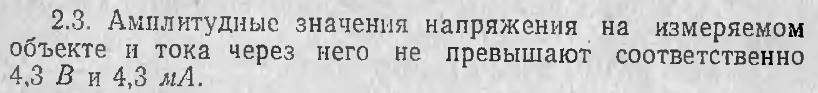 2.3. Амплитудные значения напряжения на измеряемом
объекте и тока через него не превышают соответственно
4,3 В и 4,3 мА.